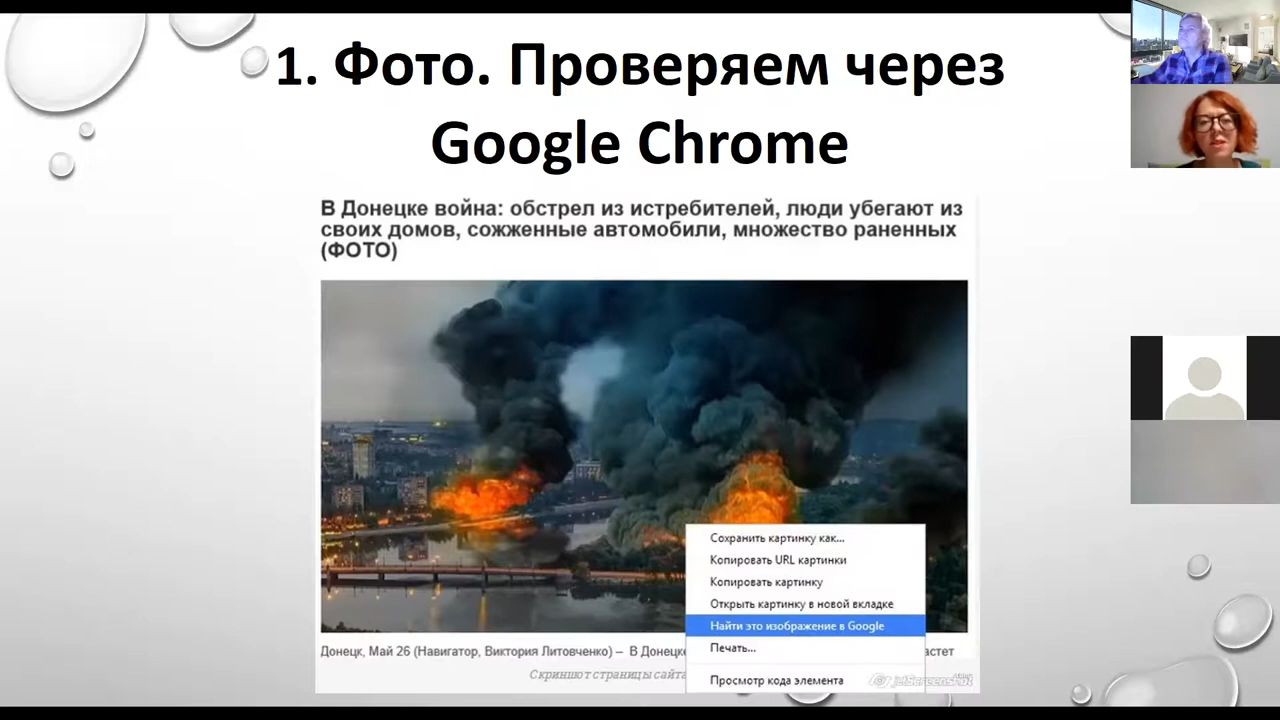 1. Фото. Проверяем через
Google Chrome
В Донецке война: обстрел из истребителей, люди убегают из
своих домов, сожженные автомобили, множество раненных
(ФОТО)
Сохранить картинку как...
Копировать URL картинки
Копировать картинку
Открыть картинку в новой вкладке
Найти это изображение в Google
Печать...
Просмотр кода элемента
Донецк, Май 26 (Навигатор, Виктория Литовченко) – В Донецке
Скриншот страницы сайта
jetScreenshot